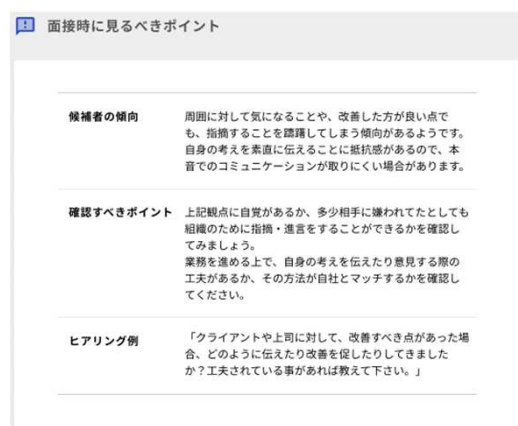 面接時に見るべきポイント
候補者の傾向
周囲に対して気になることや、改善した方が良い点で
も、指摘することを躊躇してしまう傾向があるようです。
自身の考えを素直に伝えることに抵抗感があるので、本
音でのコミュニケーションが取りにくい場合があります。
確認すべきポイント
上記観点に自覚があるか、多少相手に嫌われてたとしても
組織のために指摘・進言をすることができるかを確認し
てみましょう。
業務を進める上で、自身の考えを伝えたり意見する際の
工夫があるか、その方法が自社とマッチするかを確認し
てください。
ヒアリング例
「クライアントや上司に対して、改善すべき点があった場
合、どのように伝えたり改善を促したりしてきました
か？工夫されている事があれば教えて下さい。」